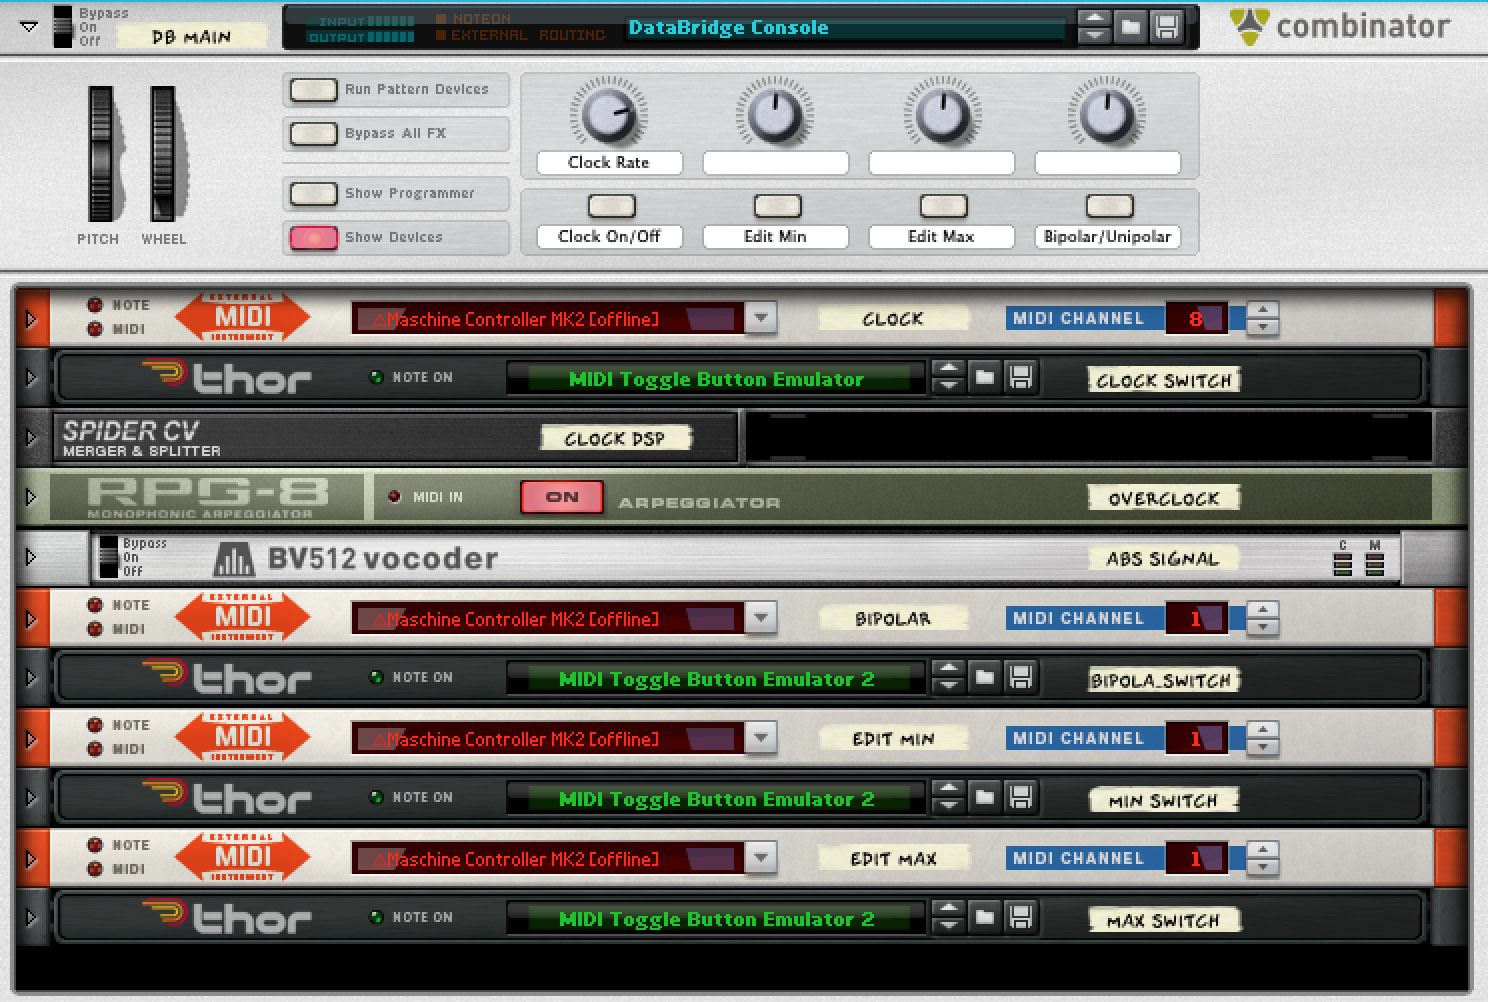 Bypass
On
Off
DB MAIN
INPUT
OUTPUT
NOTEON
EXTERNAL ROUTING
DataBridge Console
combinator
Run Pattern Devices
Bypass All FX
Show Programmer
Show Devices
PITCH WHEEL
Clock Rate
Clock On/Off
Edit Min
Edit Max
Bipolar/Unipolar
NOTE
MIDI
EXTERNAL
MIDI
INSTRUMENT
Maschine Controller MK2 [offline]
CLOCK
MIDI CHANNEL 8
thor
NOTE ON
MIDI Toggle Button Emulator
CLOCK SWITCH
SPIDER CV
MERGER & SPLITTER
CLOCK DSP
RPG-8
MONOPHONIC ARPEGGIATOR
MIDI IN
ON
ARPEGGIATOR
OVERCLOCK
Bypass
On
Off
BV512 vocoder
ABS SIGNAL
C M
NOTE
MIDI
EXTERNAL
MIDI
INSTRUMENT
Maschine Controller MK2 [offline]
BIPOLAR
MIDI CHANNEL 1
thor
NOTE ON
MIDI Toggle Button Emulator 2
BIPOLA_SWITCH
NOTE
MIDI
EXTERNAL
MIDI
INSTRUMENT
Maschine Controller MK2 [offline]
EDIT MIN
MIDI CHANNEL 1
thor
NOTE ON
MIDI Toggle Button Emulator 2
MIN SWITCH
NOTE
MIDI
EXTERNAL
MIDI
INSTRUMENT
Maschine Controller MK2 [offline]
EDIT MAX
MIDI CHANNEL 1
thor
NOTE ON
MIDI Toggle Button Emulator 2
MAX SWITCH